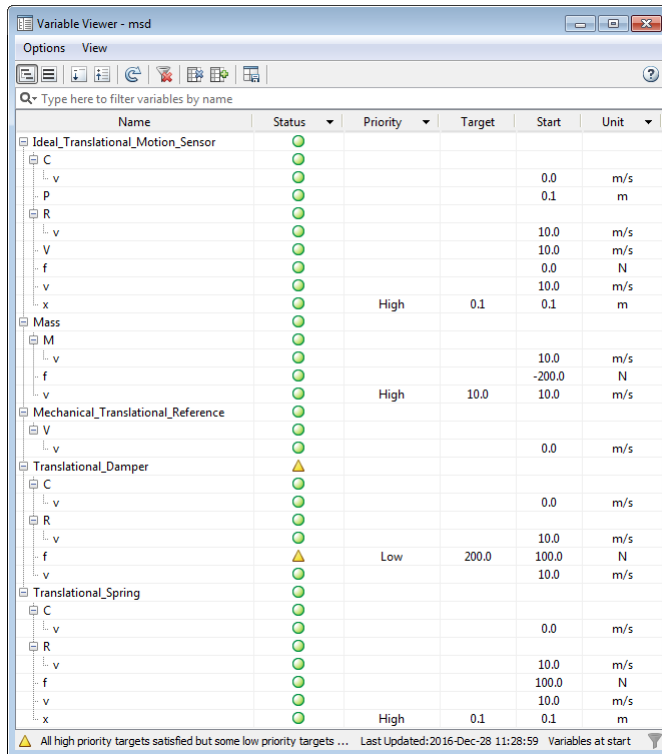 Variable Viewer - msd
Options View
Type here to filter variables by name
Name Status Priority Target Start Unit
Ideal_Translational_Motion_Sensor
C
v 0.0 m/s
P 0.1 m
R
v 10.0 m/s
V 10.0 m/s
f 0.0 N
v 10.0 m/s
x High 0.1 0.1 m
Mass
M
v 10.0 m/s
f -200.0 N
v High 10.0 10.0 m/s
Mechanical_Translational_Reference
V
v 0.0 m/s
Translational_Damper
C
v 0.0 m/s
R
v 10.0 m/s
f Low 200.0 100.0 N
v 10.0 m/s
Translational_Spring
C
v 0.0 m/s
R
v 10.0 m/s
f 100.0 N
v 10.0 m/s
x High 0.1 0.1 m
All high priority targets satisfied but some low priority targets ... Last Updated:2016-Dec-28 11:28:59 Variables at start